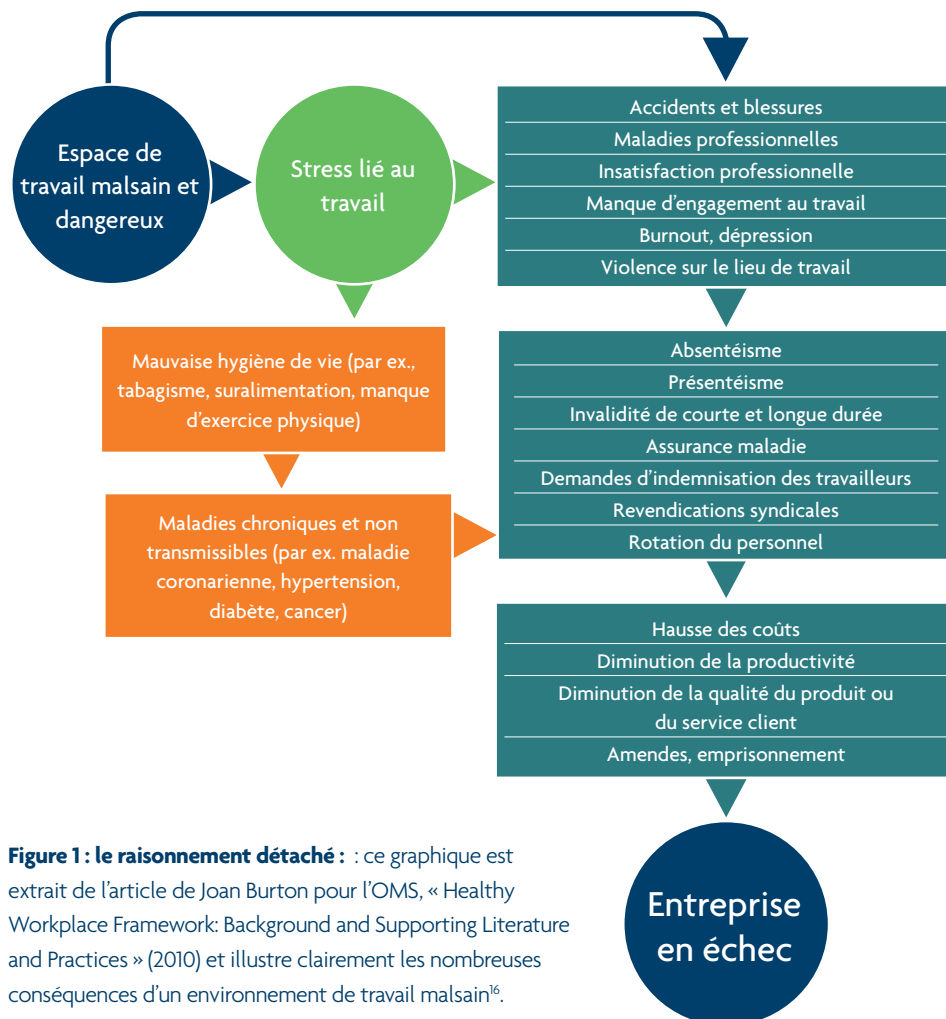 Espace de
travail malsain et
dangereux
Stress lié au
travail
Accidents et blessures
Maladies professionnelles
Insatisfaction professionnelle
Manque d'engagement au travail
Burnout, dépression
Violence sur le lieu de travail
Mauvaise hygiène de vie (par ex.,
tabagisme, suralimentation, manque
d'exercice physique)
Maladies chroniques et non
transmissibles (par ex. maladie
coronarienne, hypertension,
diabète, cancer)
Absentéisme
Présentéisme
Invalidité de courte et longue durée
Assurance maladie
Demandes d'indemnisation des travailleurs
Revendications syndicales
Rotation du personnel
Hausse des coûts
Diminution de la productivité
Diminution de la qualité du produit ou
du service client
Amendes, emprisonnement
Entreprise
en échec
Figure 1 : le raisonnement détaché : : ce graphique est
extrait de l'article de Joan Burton pour l'OMS, « Healthy
Workplace Framework: Background and Supporting Literature
and Practices » (2010) et illustre clairement les nombreuses
conséquences d'un environnement de travail malsain¹⁶.